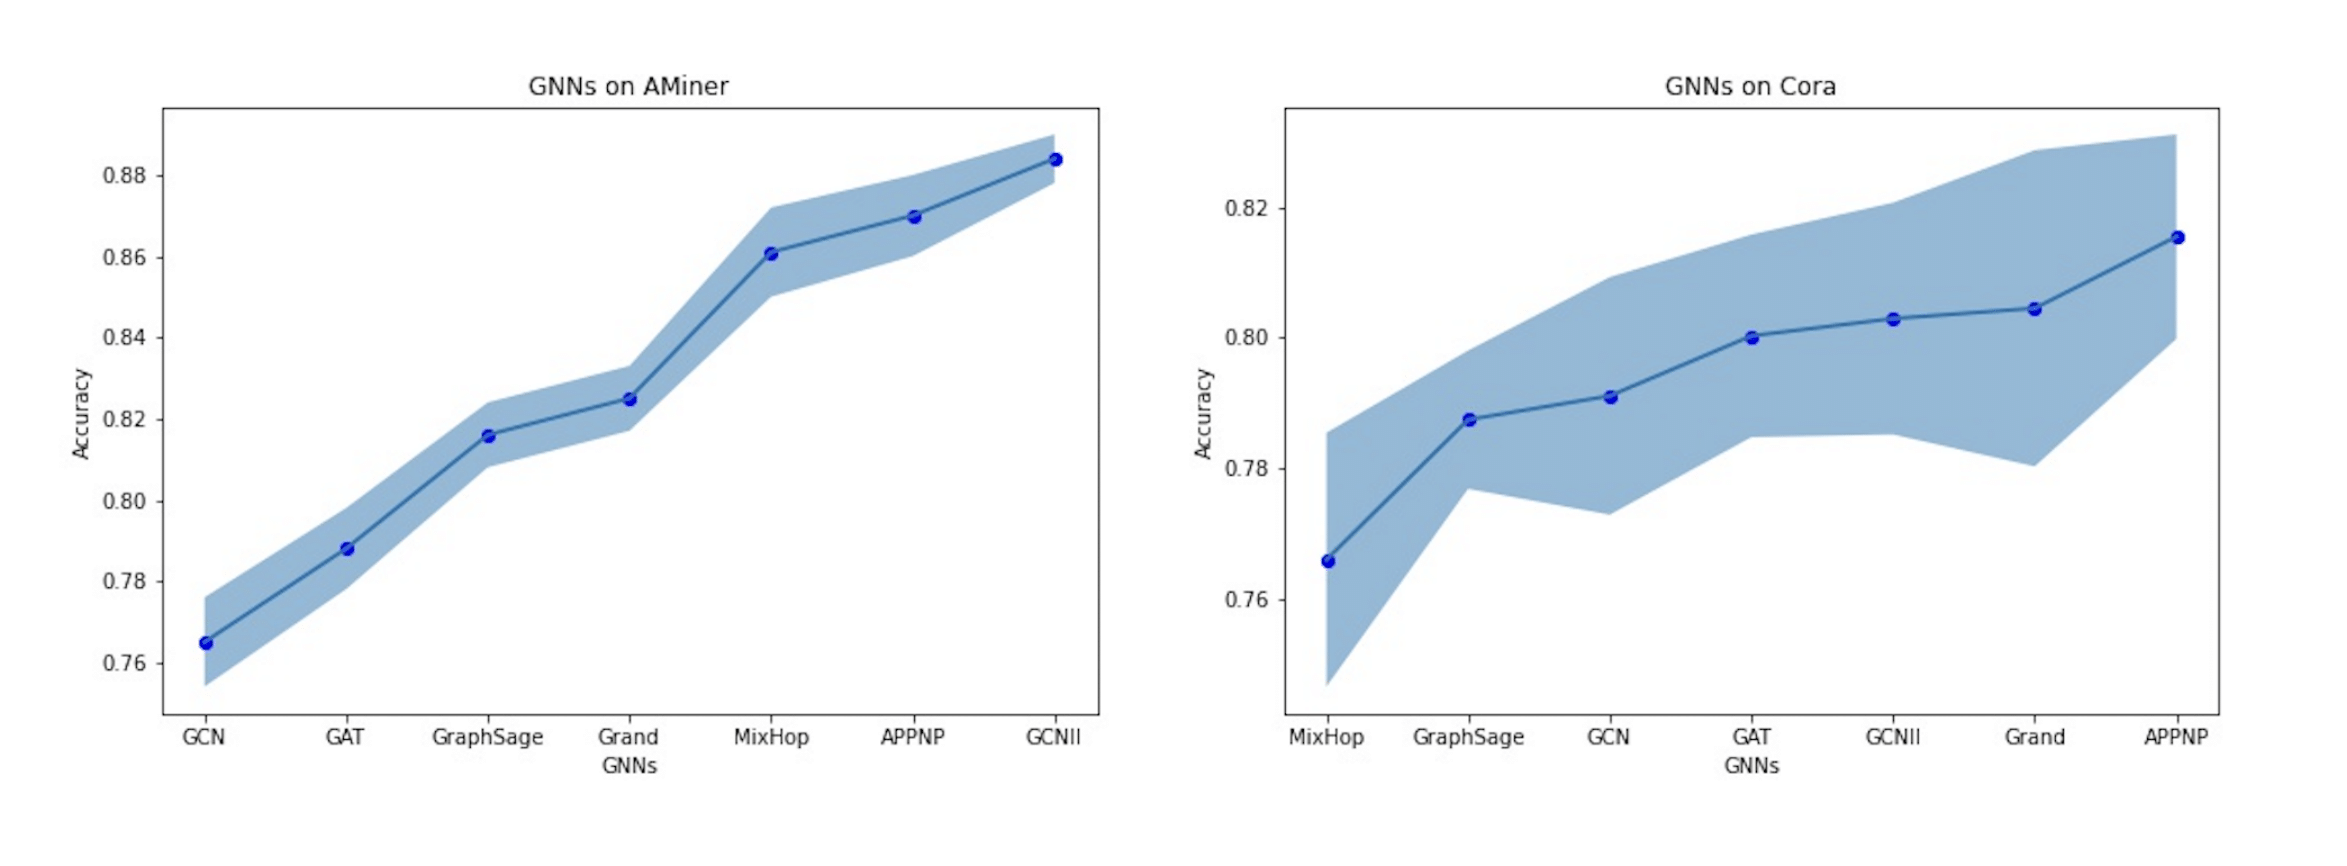 GNNs on AMiner
Accuracy
0.88
0.86
0.84
0.82
0.80
0.78
0.76
GCN GAT GraphSage Grand MixHop APPNP GCNII
GNNs
GNNs on Cora
Accuracy
0.82
0.80
0.78
0.76
MixHop GraphSage GCN GAT GCNII Grand APPNP
GNNs